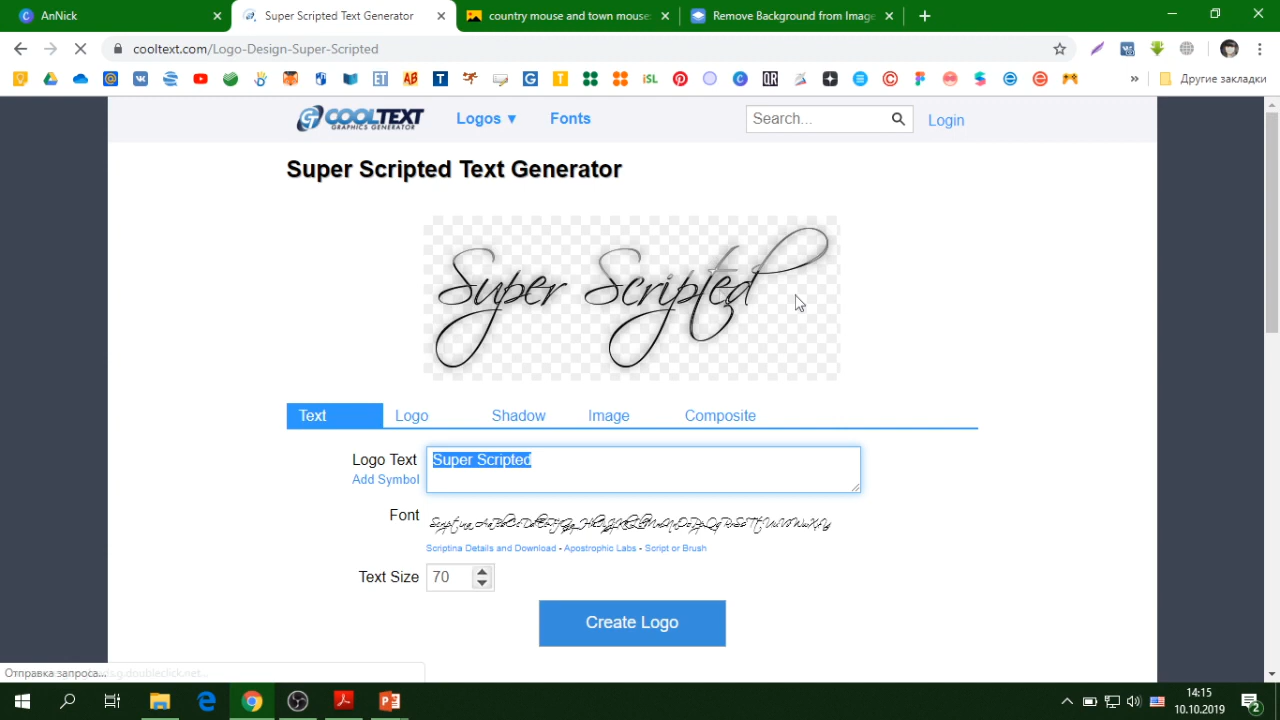 AnNick
Super Scripted Text Generator
country mouse and town mouse
Remove Background from Image
cooltext.com/Logo-Design-Super-Scripted
Другие закладки
COOLTEXT
GRAPHICS GENERATOR
Logos ▼
Fonts
Search...
Login
Super Scripted Text Generator
Super Scripted
Text
Logo
Shadow
Image
Composite
Logo Text
Super Scripted
Add Symbol
Font
Scriptina Details and Download - Apostrophic Labs - Script or Brush
Text Size
70
Create Logo
Отправка запроса...
14:15
10.10.2019
2